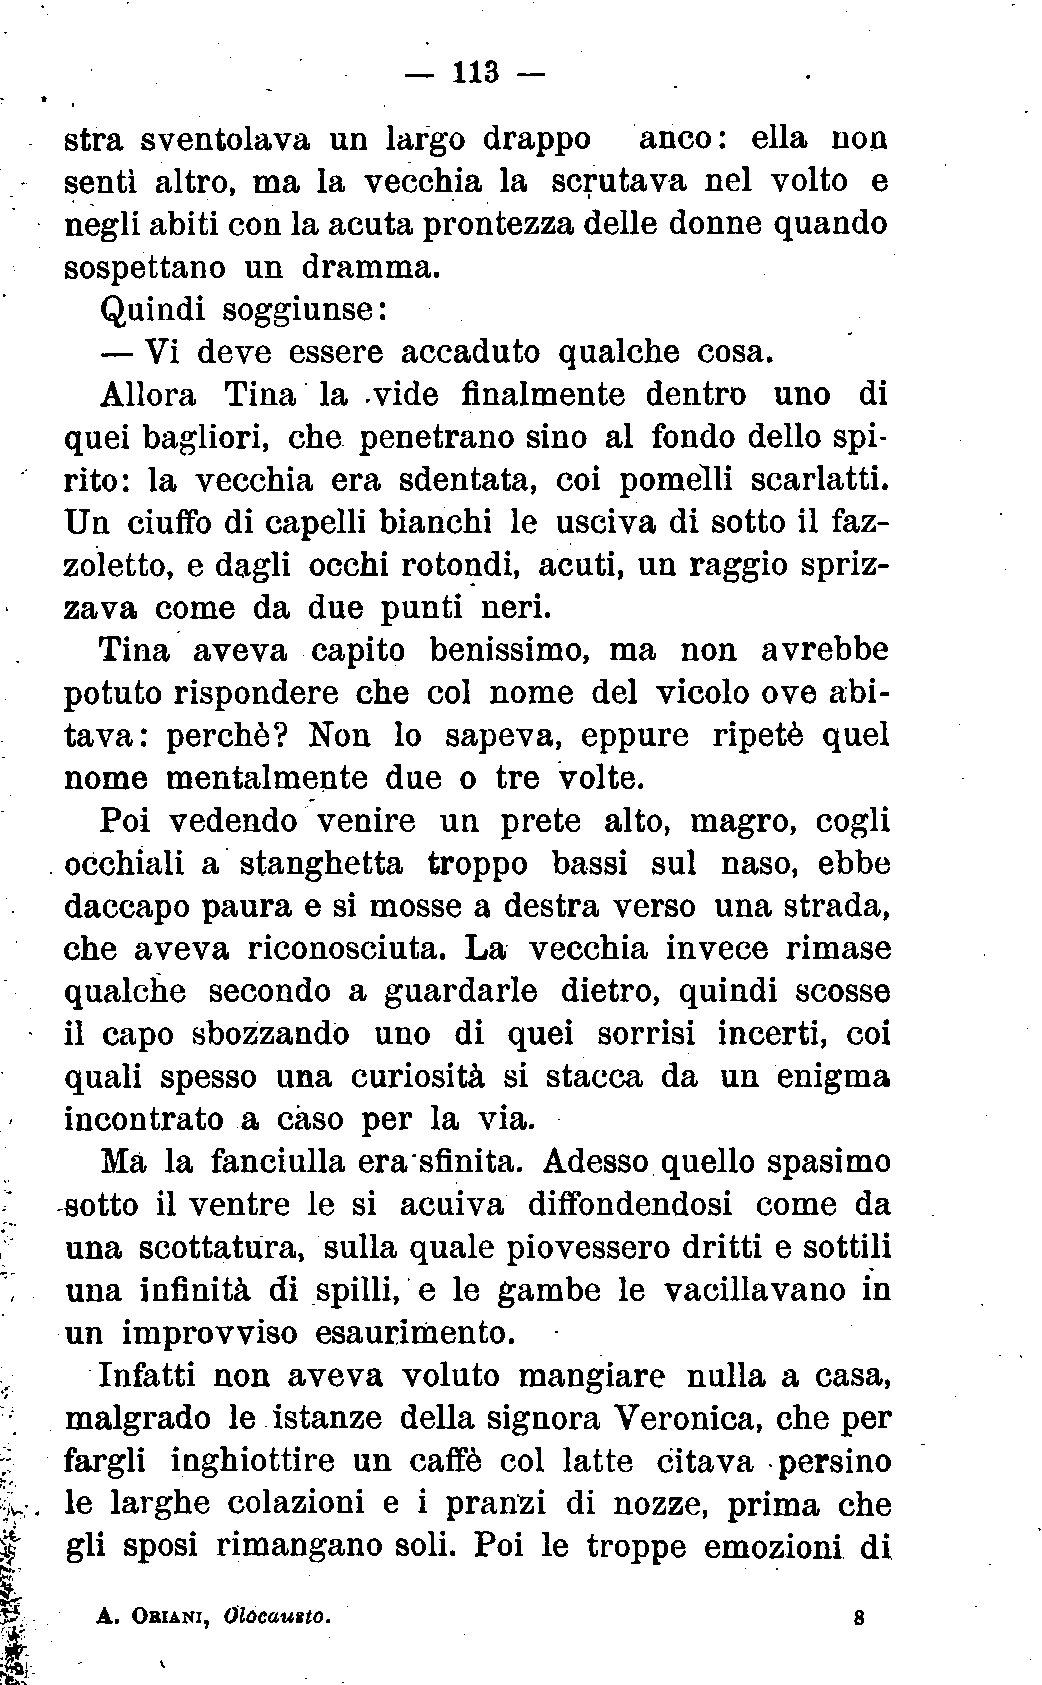 — 113 —
stra sventolava un largo drappo anco: ella non
sentì altro, ma la vecchia la scrutava nel volto e
negli abiti con la acuta prontezza delle donne quando
sospettano un dramma.
Quindi soggiunse:
— Vi deve essere accaduto qualche cosa.
Allora Tina la vide finalmente dentro uno di
quei bagliori, che penetrano sino al fondo dello spi-
rito: la vecchia era sdentata, coi pomelli scarlatti.
Un ciuffo di capelli bianchi le usciva di sotto il faz-
zoletto, e dagli occhi rotondi, acuti, un raggio spriz-
zava come da due punti neri.
Tina aveva capito benissimo, ma non avrebbe
potuto rispondere che col nome del vicolo ove abi-
tava: perchè? Non lo sapeva, eppure ripetè quel
nome mentalmente due o tre volte.
Poi vedendo venire un prete alto, magro, cogli
occhiali a stanghetta troppo bassi sul naso, ebbe
daccapo paura e si mosse a destra verso una strada,
che aveva riconosciuta. La vecchia invece rimase
qualche secondo a guardarle dietro, quindi scosse
il capo sbozzando uno di quei sorrisi incerti, coi
quali spesso una curiosità si stacca da un enigma
incontrato a caso per la via.
Ma la fanciulla era sfinita. Adesso quello spasimo
sotto il ventre le si acuiva diffondendosi come da
una scottatura, sulla quale piovessero dritti e sottili
una infinità di spilli, e le gambe le vacillavano in
un improvviso esaurimento.
Infatti non aveva voluto mangiare nulla a casa,
malgrado le istanze della signora Veronica, che per
fargli inghiottire un caffè col latte citava persino
le larghe colazioni e i pranzi di nozze, prima che
gli sposi rimangano soli. Poi le troppe emozioni di
A. Oriani, Olocausto. 8